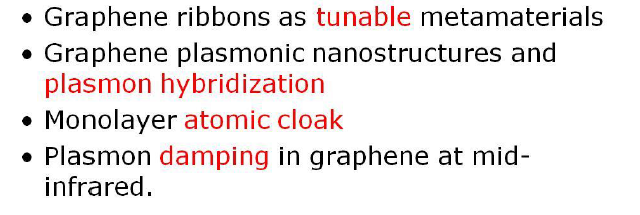 • Graphene ribbons as tunable metamaterials
• Graphene plasmonic nanostructures and
plasmon hybridization
• Monolayer atomic cloak
• Plasmon damping in graphene at mid-
infrared.